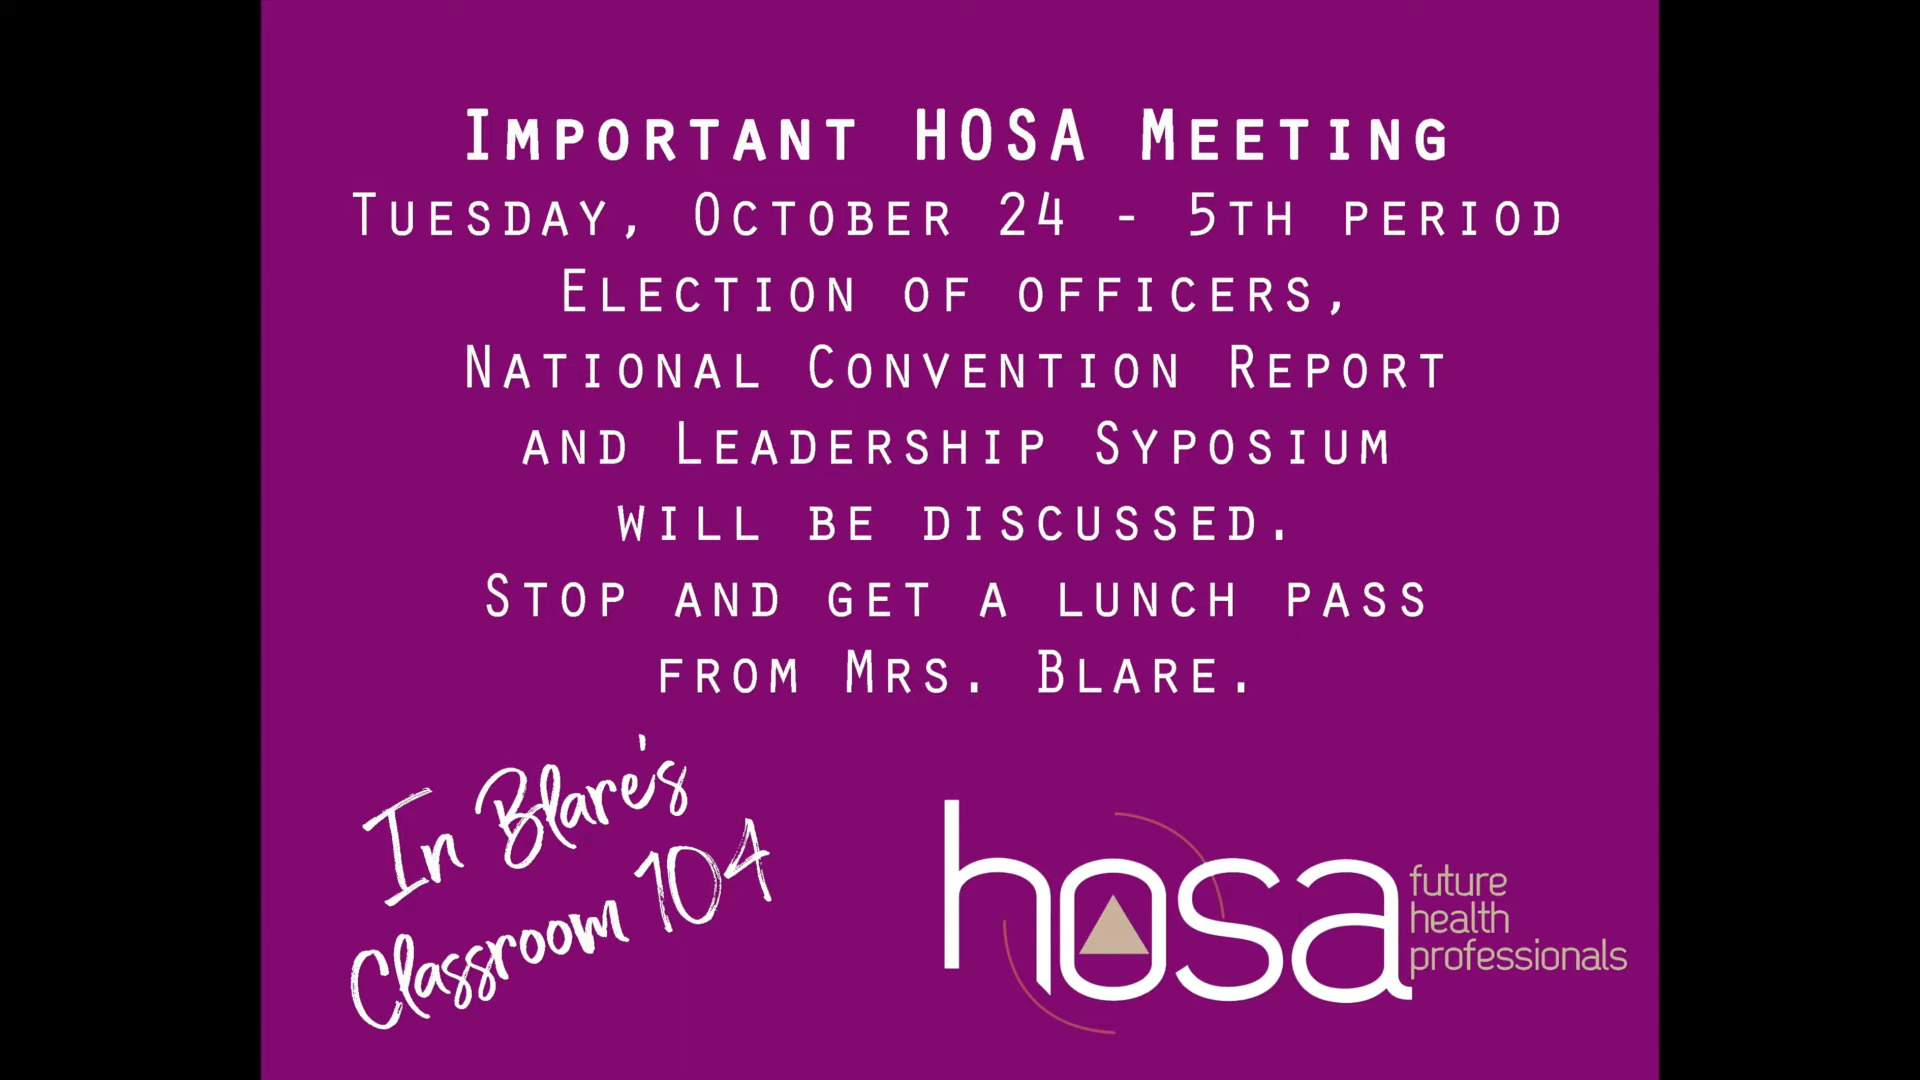 Important HOSA Meeting
Tuesday, October 24 - 5th period
Election of officers,
National Convention Report
and Leadership Syposium
will be discussed.
Stop and get a lunch pass
from Mrs. Blare.
In Blare's
Classroom 104
hosa
future
health
professionals